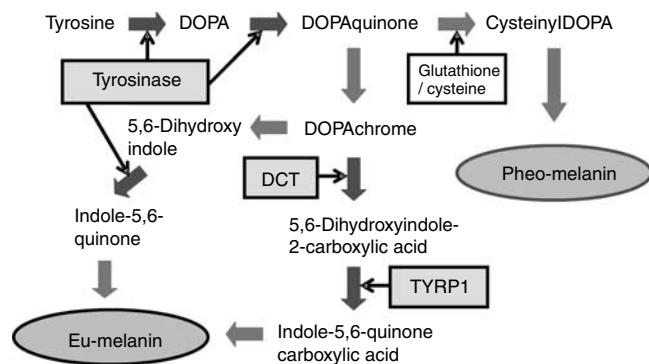 Tyrosine
DOPA
DOPAquinone
CysteinylDOPA
Tyrosinase
Glutathione
/ cysteine
5,6-Dihydroxy
indole
DOPAchrome
DCT
Pheo-melanin
Indole-5,6-
quinone
5,6-Dihydroxyindole-
2-carboxylic acid
TYRP1
Eu-melanin
Indole-5,6-quinone
carboxylic acid